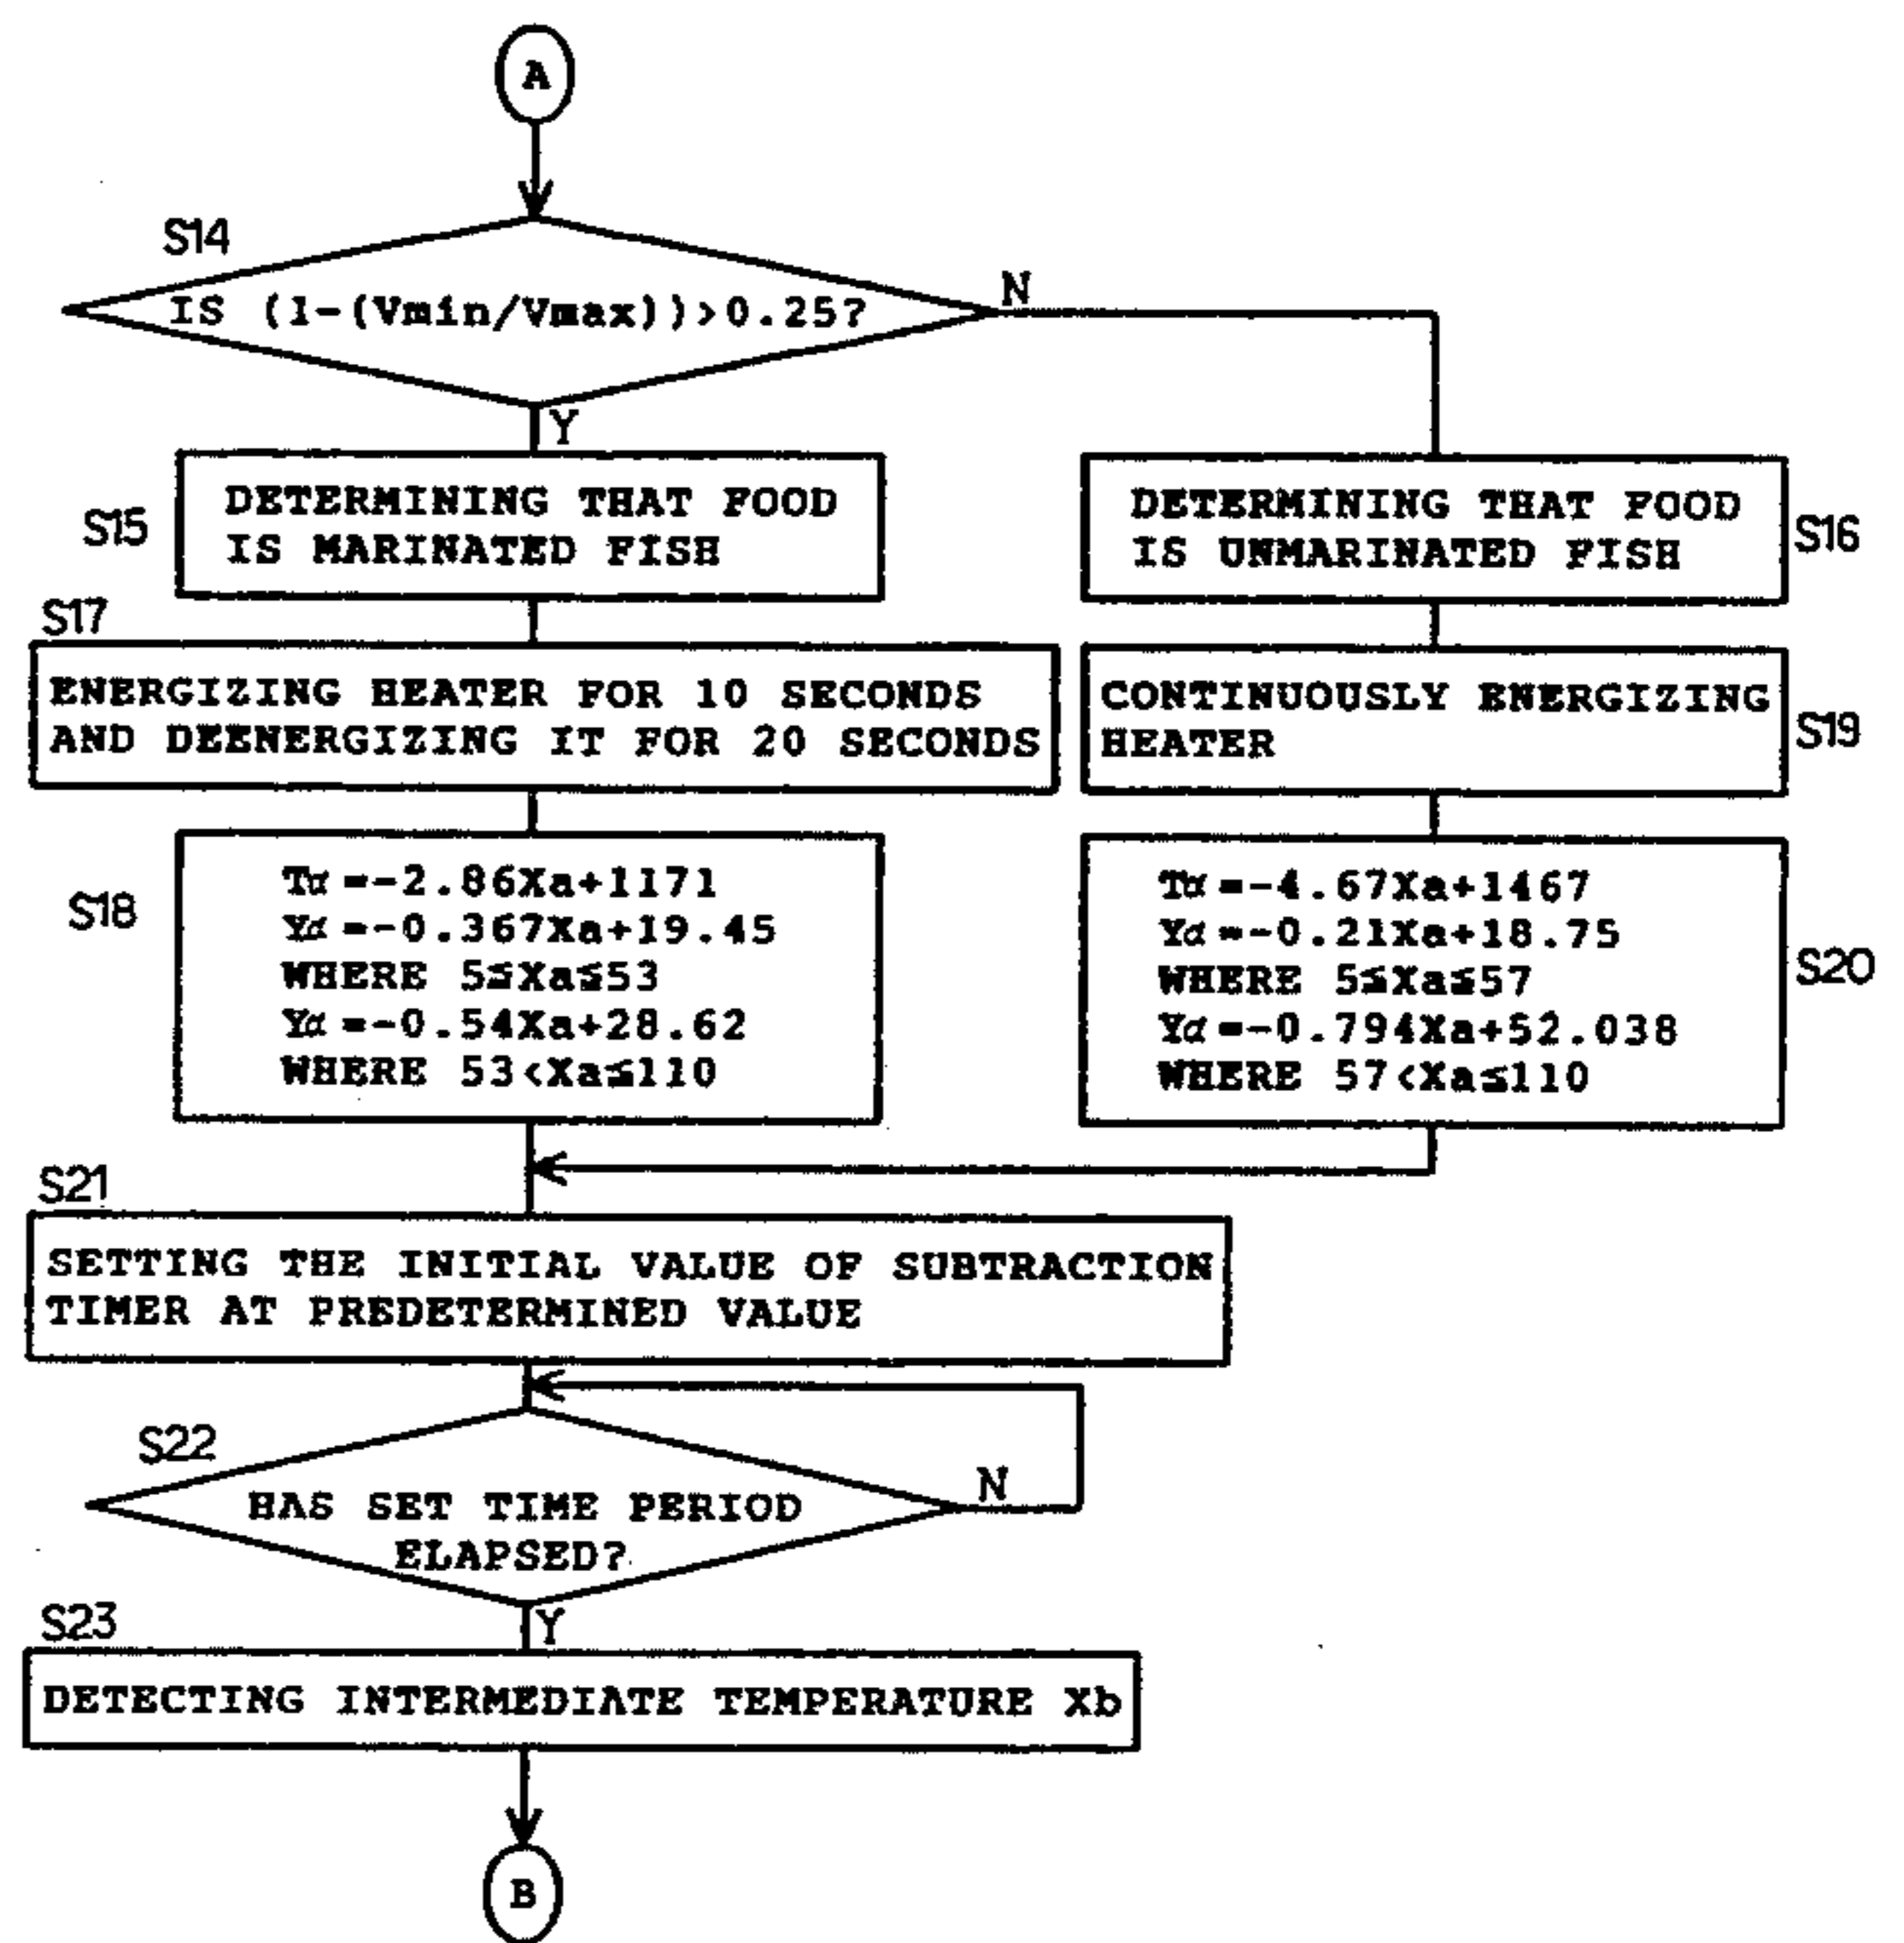 A
S14
IS (1-(Vmin/Vmax))>0.25?
N
Y
S15
DETERMINING THAT FOOD
IS MARINATED FISH
DETERMINING THAT FOOD
IS UNMARINATED FISH
S16
S17
ENERGIZING HEATER FOR 10 SECONDS
AND DEENERGIZING IT FOR 20 SECONDS
CONTINUOUSLY ENERGIZING
HEATER
S19
S18
Tα=-2.86Xa+1171
Yα=-0.367Xa+19.45
WHERE 5≦Xa≦53
Yα=-0.54Xa+28.62
WHERE 53<Xa≦110
Tα=-4.67Xa+1467
Yα=-0.21Xa+18.75
WHERE 5≦Xa≦57
Yα=-0.794Xa+52.038
WHERE 57<Xa≦110
S20
S21
SETTING THE INITIAL VALUE OF SUBTRACTION
TIMER AT PREDETERMINED VALUE
S22
HAS SET TIME PERIOD
ELAPSED?
N
Y
S23
DETECTING INTERMEDIATE TEMPERATURE Xb
B